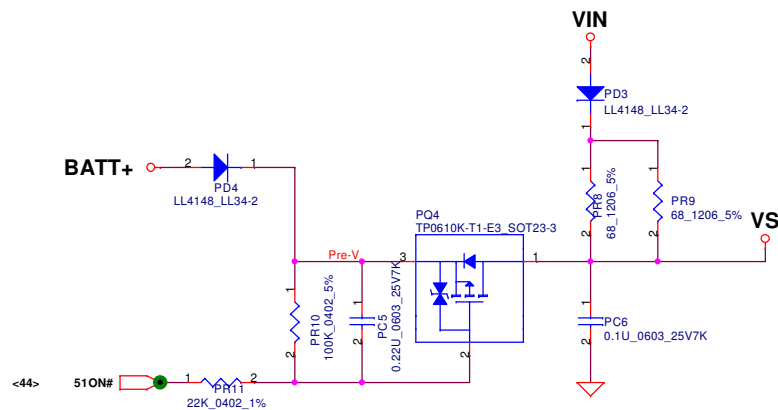 VIN
2
PD3
LL4148_LL34-2
1
BATT+
2
1
PD4
LL4148_LL34-2
1
1
PR8
68_1206_5%
PR9
68_1206_5%
2
2
PQ4
TP0610K-T1-E3_SOT23-3
VS
Pre-V
3
1
1
1
1
PR10
100K_0402_5%
PC5
0.22U_0603_25V7K
PC6
0.1U_0603_25V7K
2
2
2
2
<44>
51ON#
1
2
PR11
22K_0402_1%